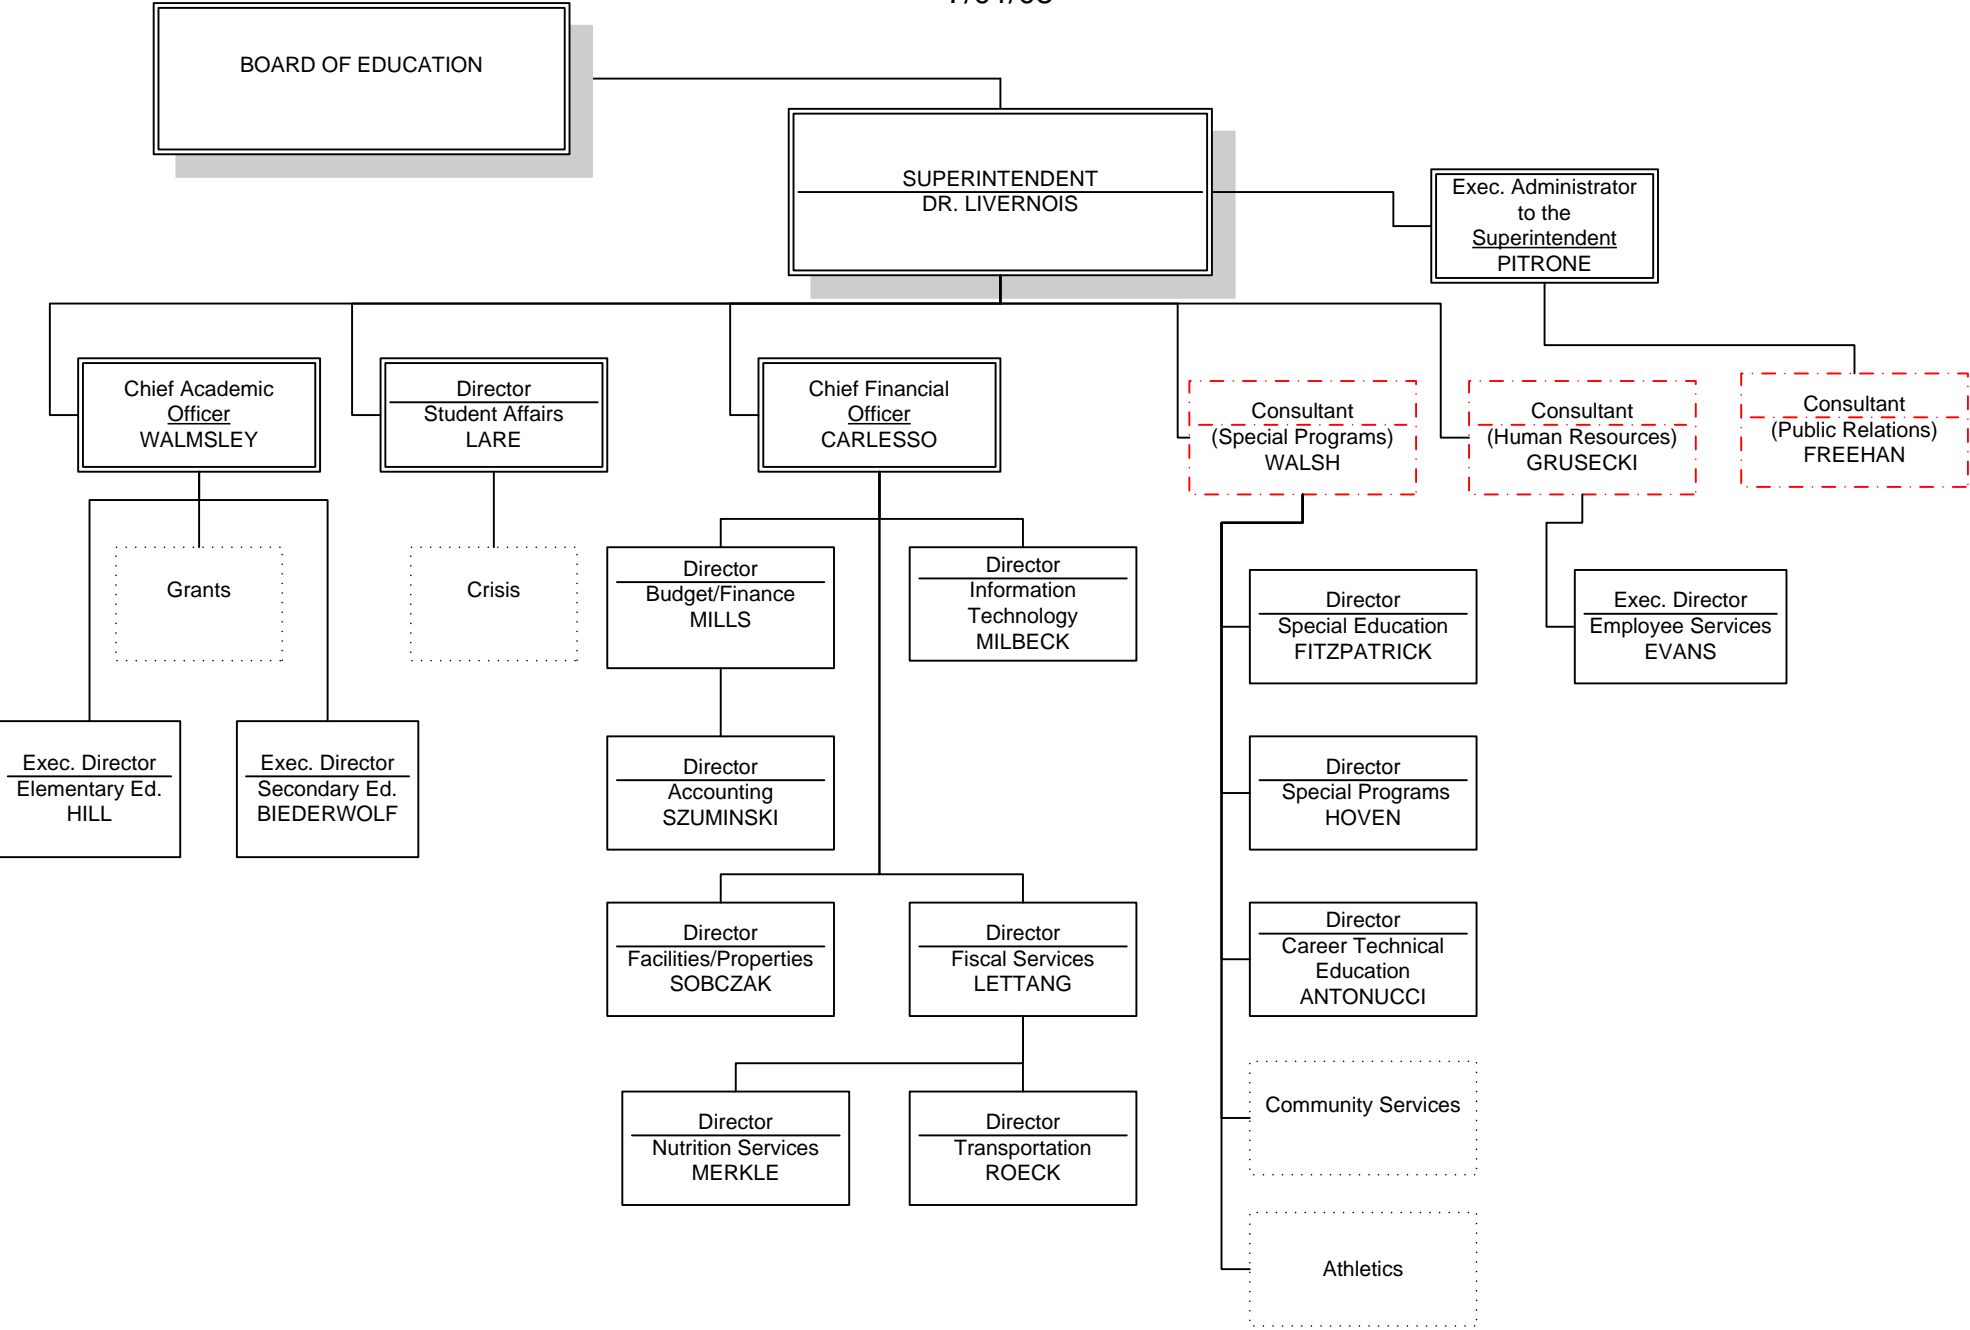 BOARD OF EDUCATION
SUPERINTENDENT
DR. LIVERNOIS
Exec. Administrator
to the
Superintendent
PITRONE
Chief Academic
Officer
WALMSLEY
Director
Student Affairs
LARE
Chief Financial
Officer
CARLESSO
Consultant
(Special Programs)
WALSH
Consultant
(Human Resources)
GRUSECKI
Consultant
(Public Relations)
FREEHAN
Grants
Crisis
Director
Budget/Finance
MILLS
Director
Information
Technology
MILBECK
Director
Special Education
FITZPATRICK
Exec. Director
Employee Services
EVANS
Exec. Director
Elementary Ed.
HILL
Exec. Director
Secondary Ed.
BIEDERWOLF
Director
Accounting
SZUMINSKI
Director
Special Programs
HOVEN
Director
Facilities/Properties
SOBCZAK
Director
Fiscal Services
LETTANG
Director
Career Technical
Education
ANTONUCCI
Director
Nutrition Services
MERKLE
Director
Transportation
ROECK
Community Services
Athletics